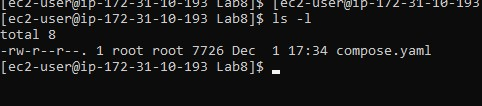 [ec2-user@ip-172-31-10-193 Lab8]$ [ec2-user@ip-172-31-10-193
[ec2-user@ip-172-31-10-193 Lab8]$ ls -l
total 8
-rw-r--r--. 1 root root 7726 Dec  1 17:34 compose.yaml
[ec2-user@ip-172-31-10-193 Lab8]$